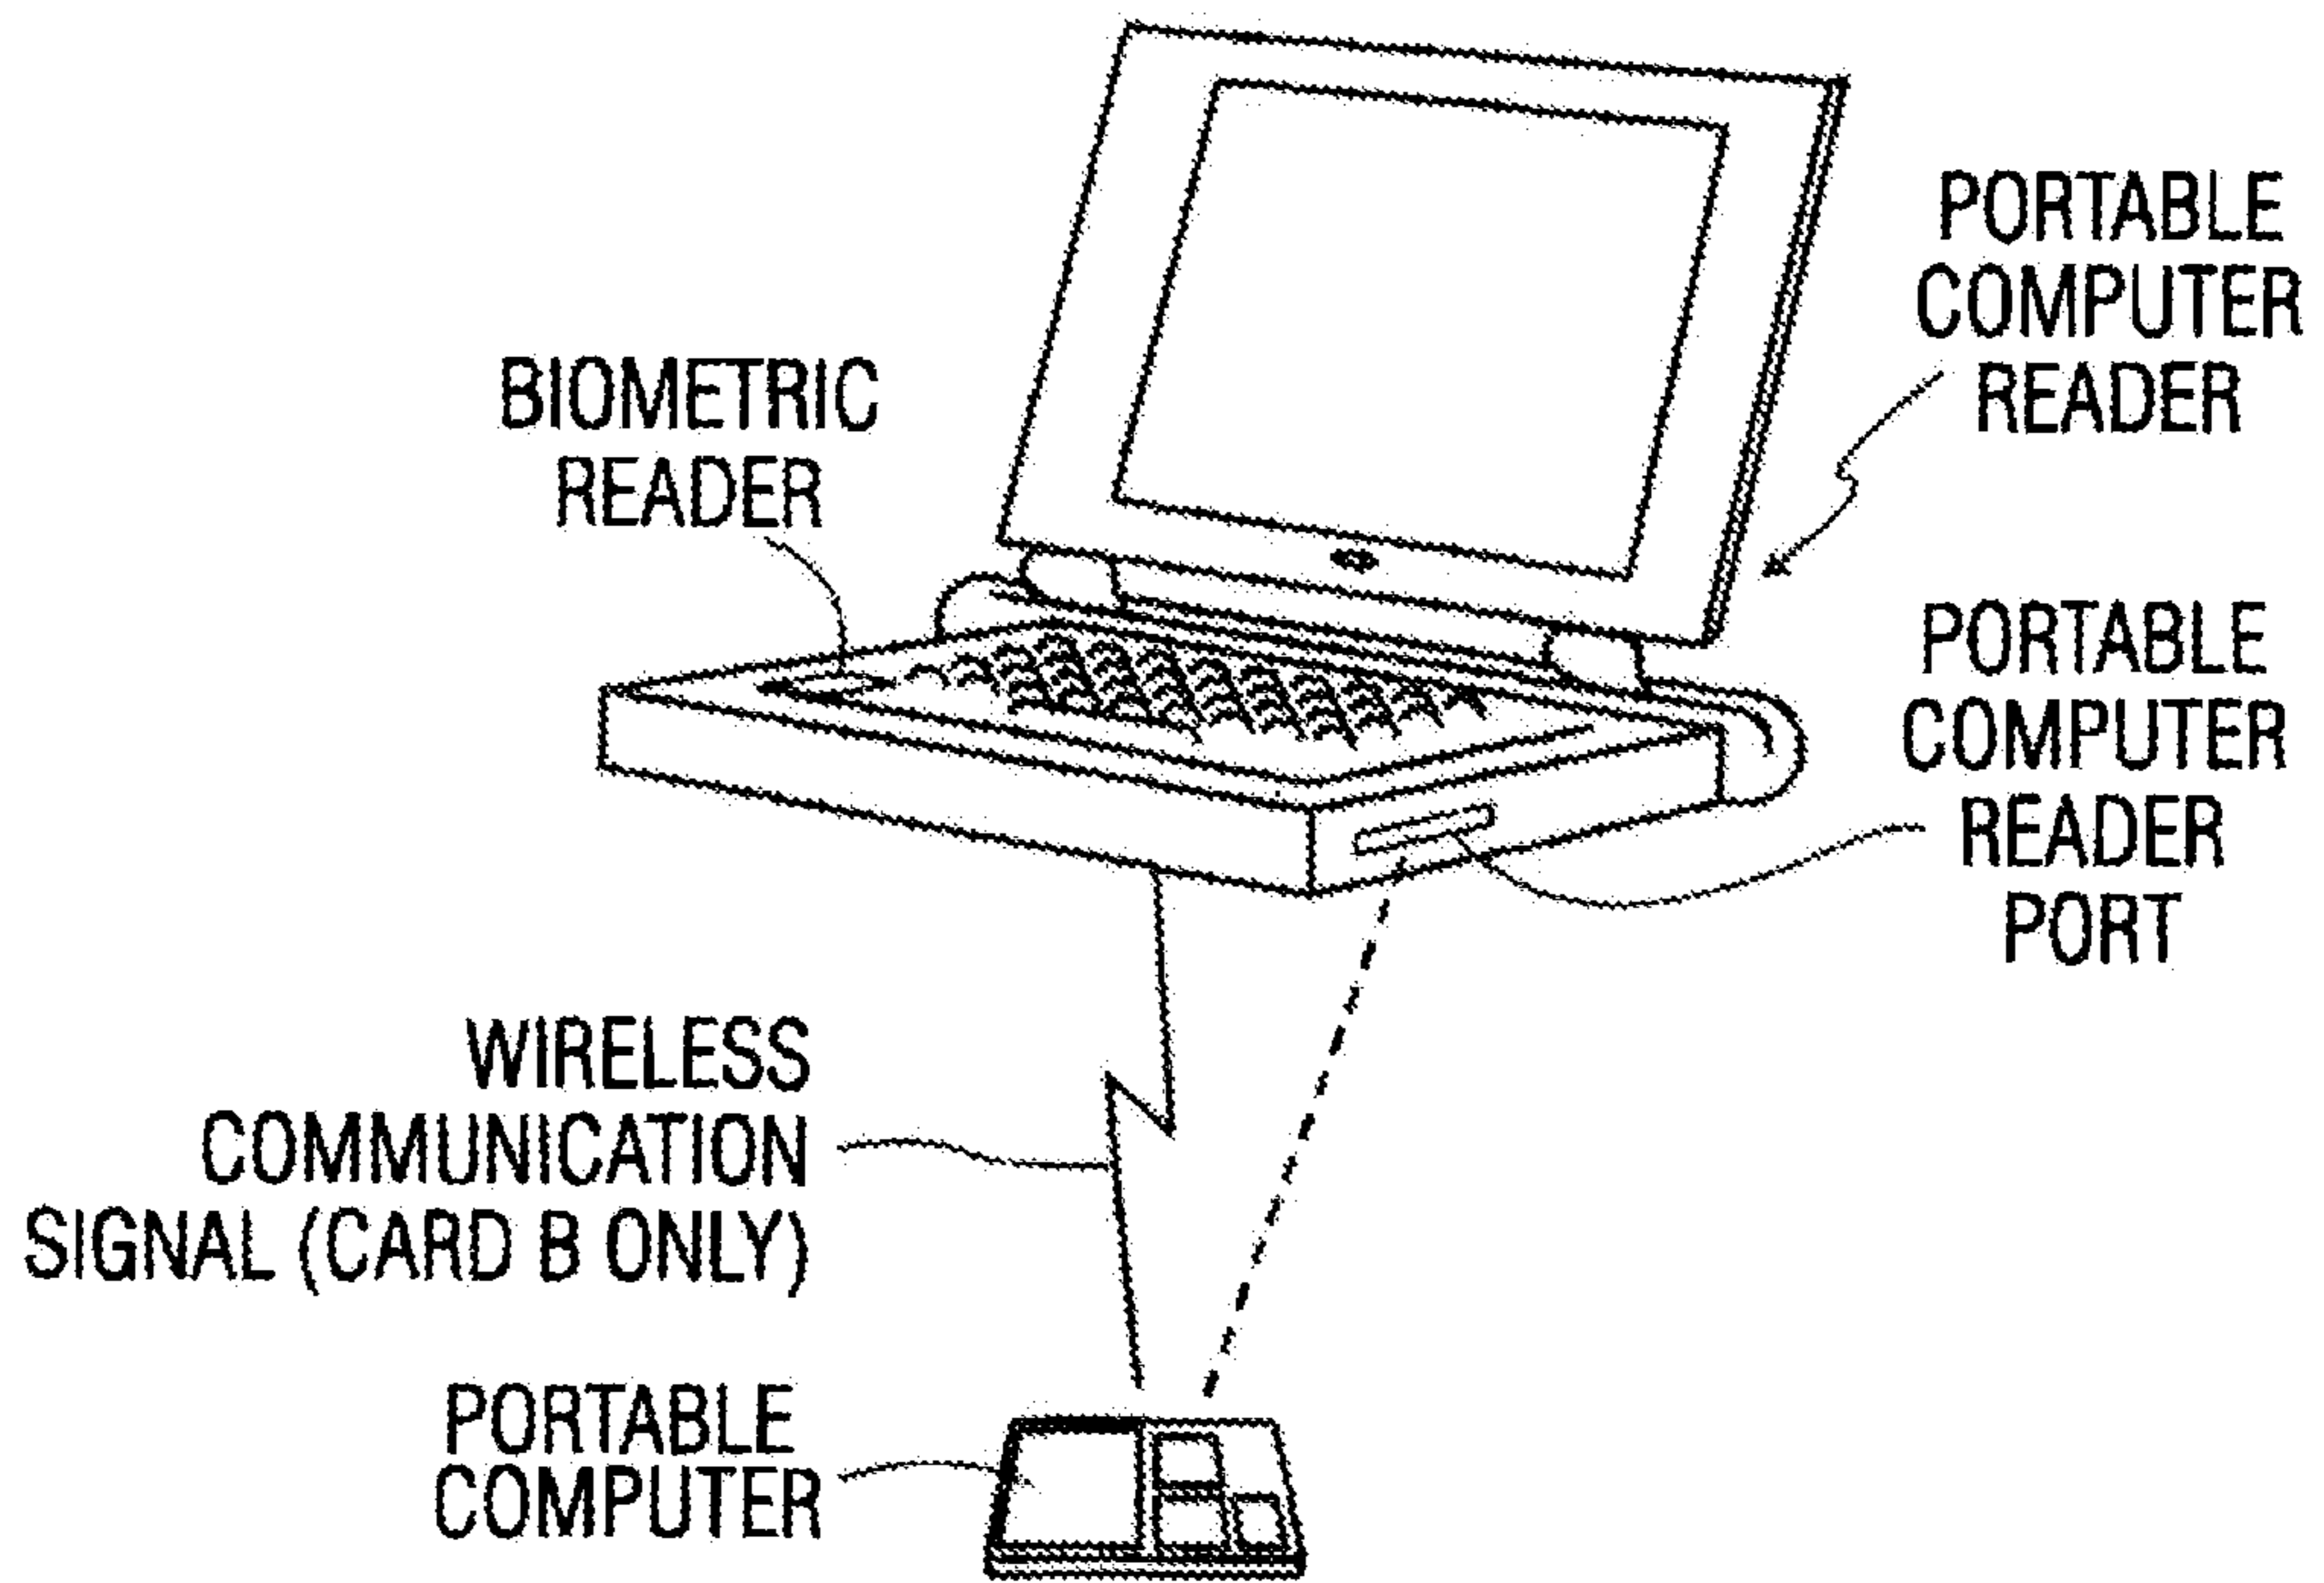 PORTABLE
COMPUTER
READER
BIOMETRIC
READER
PORTABLE
COMPUTER
READER
PORT
WIRELESS
COMMUNICATION
SIGNAL (CARD B ONLY)
PORTABLE
COMPUTER